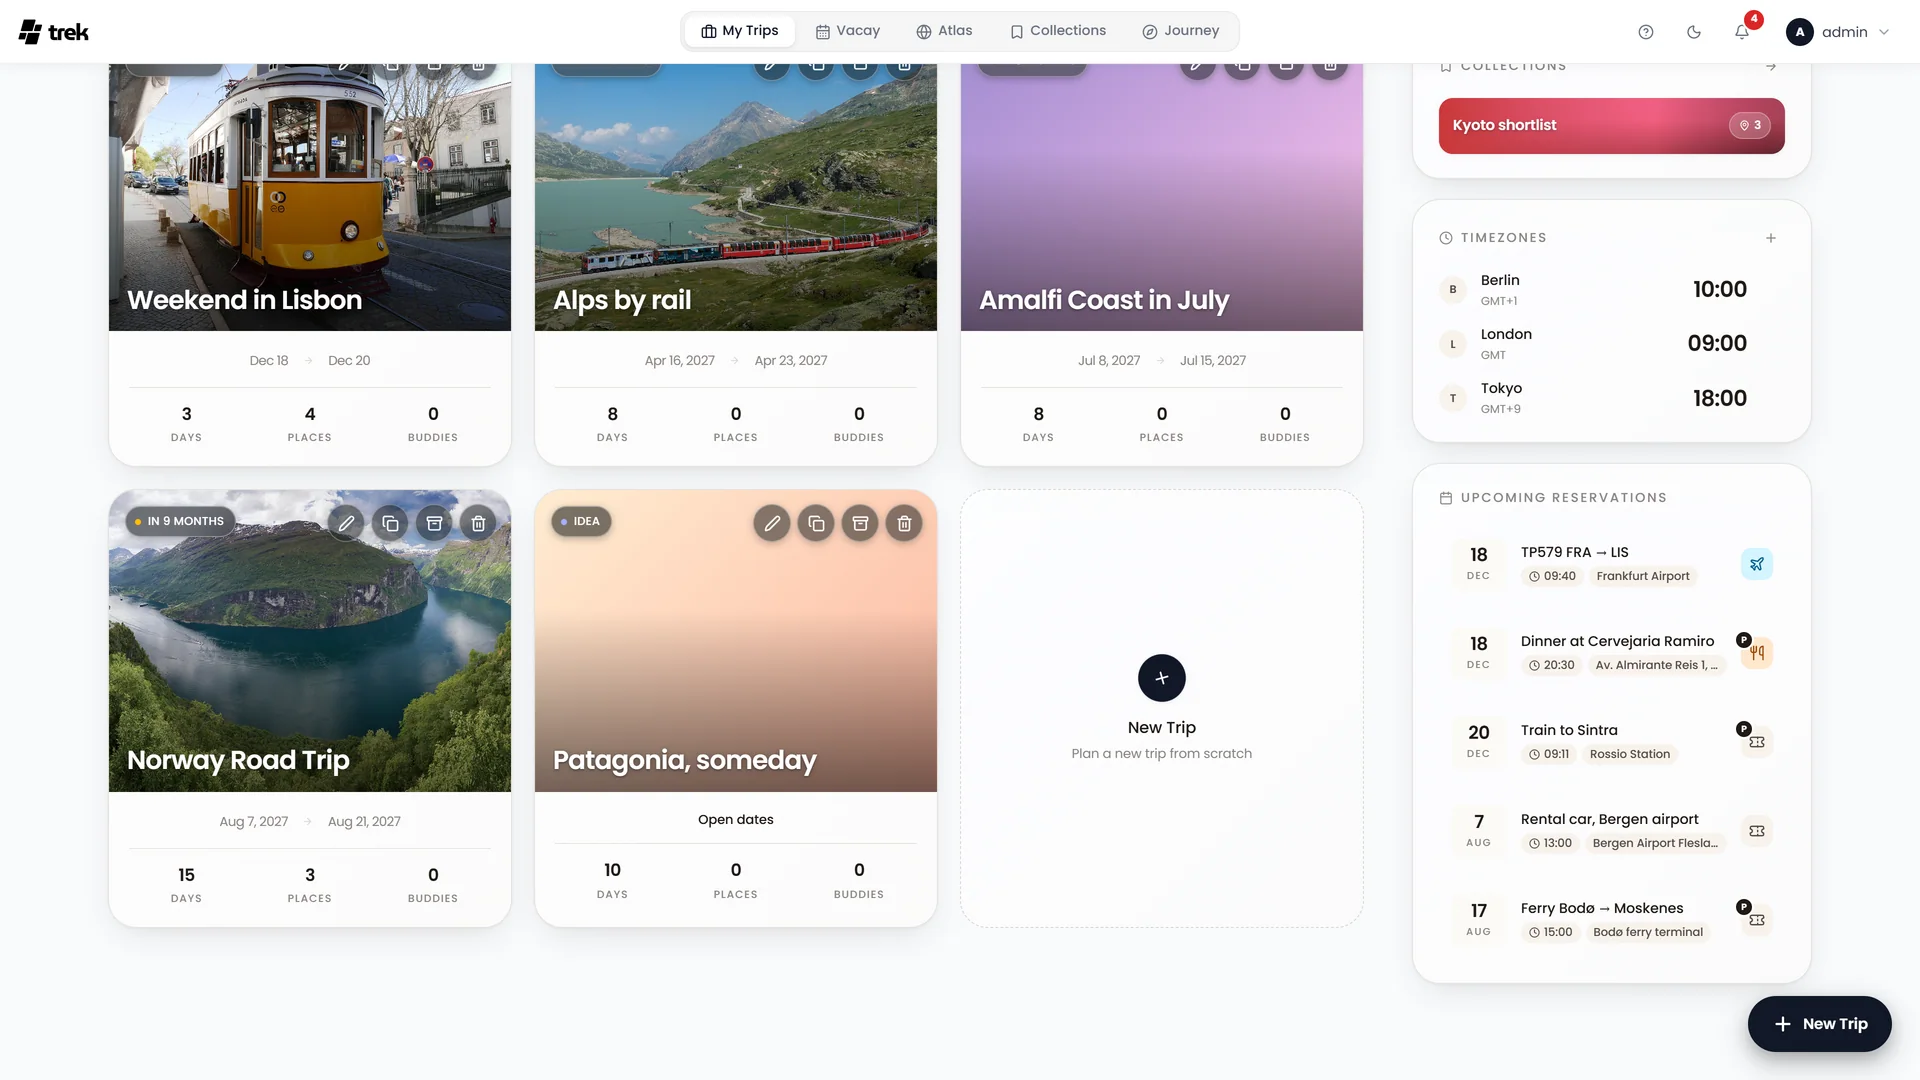 trek
My Trips
Vacay
Atlas
Collections
Journey
4
A
admin
552
Weekend in Lisbon
Dec 18 → Dec 20
3 DAYS
4 PLACES
0 BUDDIES
Alps by rail
Apr 16, 2027 → Apr 23, 2027
8 DAYS
0 PLACES
0 BUDDIES
Amalfi Coast in July
Jul 8, 2027 → Jul 15, 2027
8 DAYS
0 PLACES
0 BUDDIES
IN 9 MONTHS
Norway Road Trip
Aug 7, 2027 → Aug 21, 2027
15 DAYS
3 PLACES
0 BUDDIES
IDEA
Patagonia, someday
Open dates
10 DAYS
0 PLACES
0 BUDDIES
New Trip
Plan a new trip from scratch
COLLECTIONS
Kyoto shortlist
3
TIMEZONES
B
Berlin
GMT+1
10:00
L
London
GMT
09:00
T
Tokyo
GMT+9
18:00
UPCOMING RESERVATIONS
18 DEC
TP579 FRA → LIS
09:40
Frankfurt Airport
18 DEC
Dinner at Cervejaria Ramiro
20:30
Av. Almirante Reis 1, ...
P
20 DEC
Train to Sintra
09:11
Rossio Station
P
7 AUG
Rental car, Bergen airport
13:00
Bergen Airport Flesla...
17 AUG
Ferry Bodø → Moskenes
15:00
Bodø ferry terminal
P
New Trip